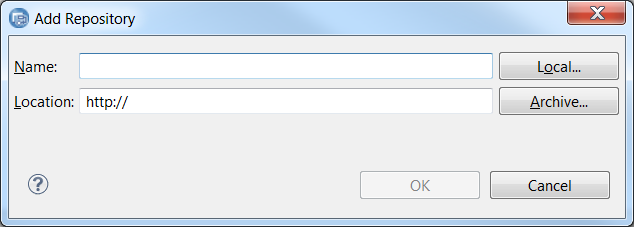 Add Repository
Name: Local...
Location: http:// Archive...
? OK Cancel